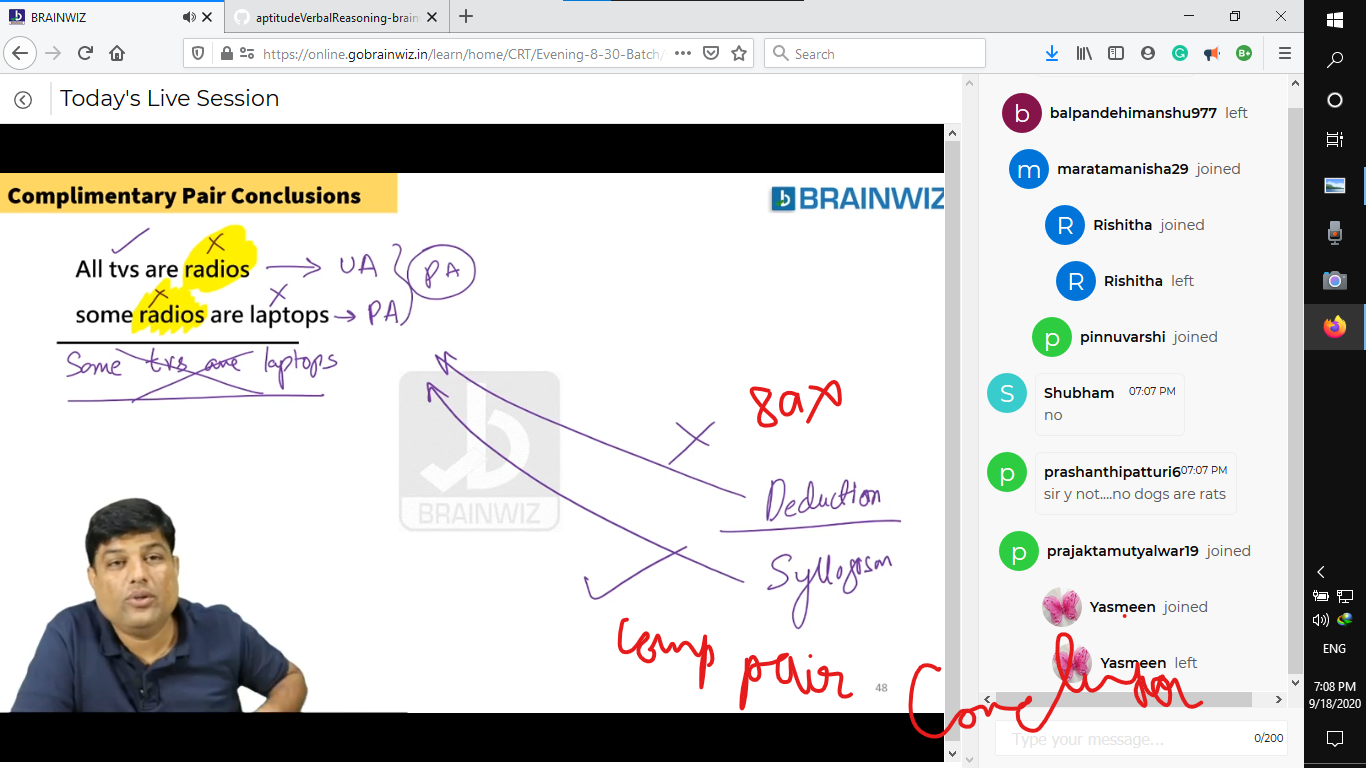 BRAINWIZ
aptitudeVerbalReasoning-brain
https://online.gobrainwiz.in/learn/home/CRT/Evening-8-30-Batch/
Search
Today's Live Session
Complimentary Pair Conclusions
BRAINWIZ
All tvs are radios → UA
PA
some radios are laptops → PA
Some tvs are laptops
BRAINWIZ
Deduction
comp pair
48
b balpandehimanshu977 left
m maratamanisha29 joined
R Rishitha joined
R Rishitha left
p pinnuvarshi joined
S Shubham 07:07 PM
no
p prashanthipatturi6 07:07 PM
sir y not....no dogs are rats
p prajaktamutyalwar19 joined
Yasmeen joined
Yasmeen left
Type your message...
0/200
ENG
7:08 PM
9/18/2020